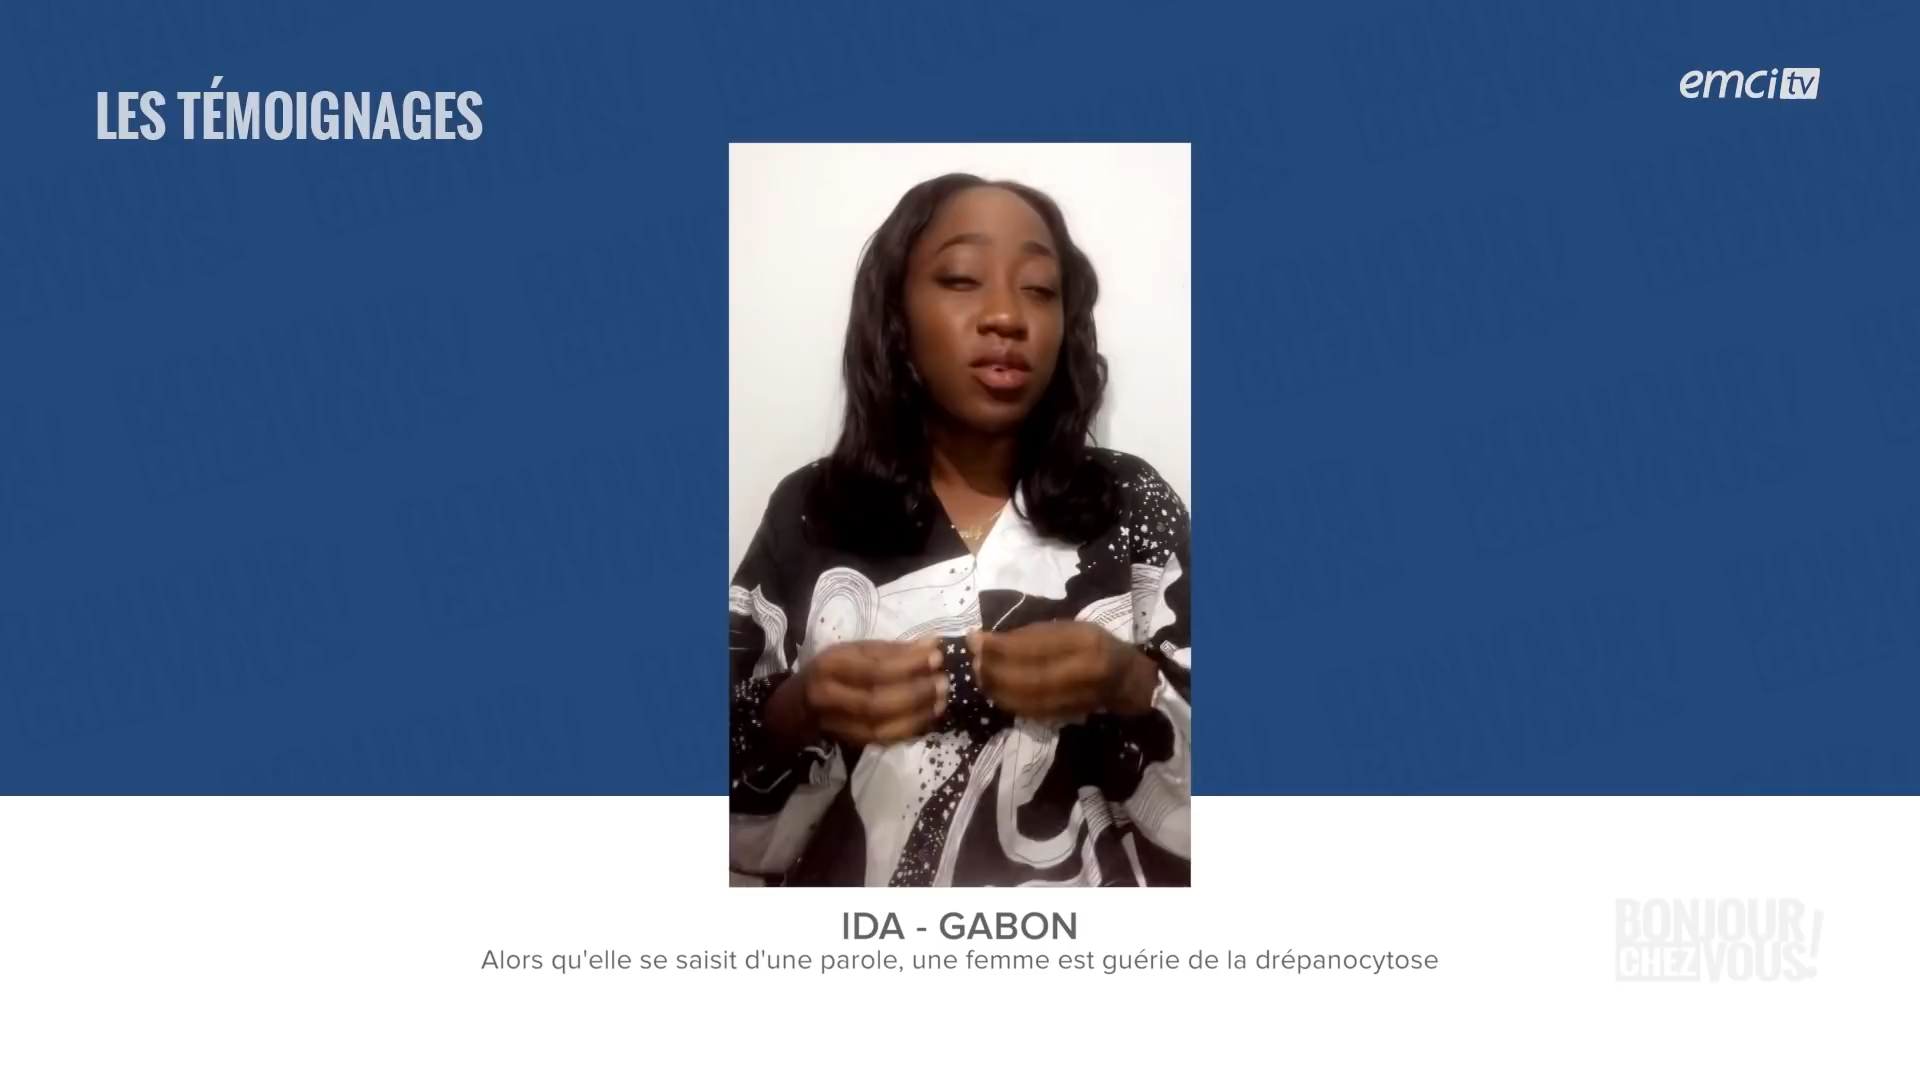 LES TÉMOIGNAGES
emci tv
IDA - GABON
Alors qu'elle se saisit d'une parole, une femme est guérie de la drépanocytose
BONJOUR
CHEZ VOUS!